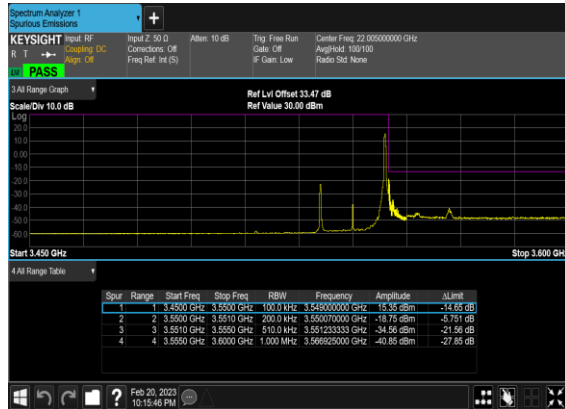 Spectrum Analyzer 1
Spurious Emissions
+
KEYSIGHT Input: RF Input Z: 50 Ω Atten: 10 dB Trig: Free Run Center Freq: 22.005000000 GHz
R T Coupling: DC Corrections: Off Gate: Off Avg|Hold: 100/100
Align: Off Freq Ref: Int (S) IF Gain: Low Radio Std: None
PASS
3 All Range Graph
Ref Lvl Offset 33.47 dB
Scale/Div 10.0 dB Ref Value 30.00 dBm
Log
20.0
10.0
0.00
-10.0
-20.0
-30.0
-40.0
-50.0
-60.0
Start 3.450 GHz Stop 3.600 GH
4 All Range Table
Spur Range Start Freq Stop Freq RBW Frequency Amplitude ΔLimit
1 1 3.4500 GHz 3.5500 GHz 100.0 kHz 3.549000000 GHz 15.35 dBm -14.65 dB
2 2 3.5500 GHz 3.5510 GHz 200.0 kHz 3.550070000 GHz -18.75 dBm -5.751 dB
3 3 3.5510 GHz 3.5550 GHz 510.0 kHz 3.551233333 GHz -34.56 dBm -21.56 dB
4 4 3.5550 GHz 3.6000 GHz 1.000 MHz 3.566925000 GHz -40.85 dBm -27.85 dB
? Feb 20, 2023
10:15:46 PM